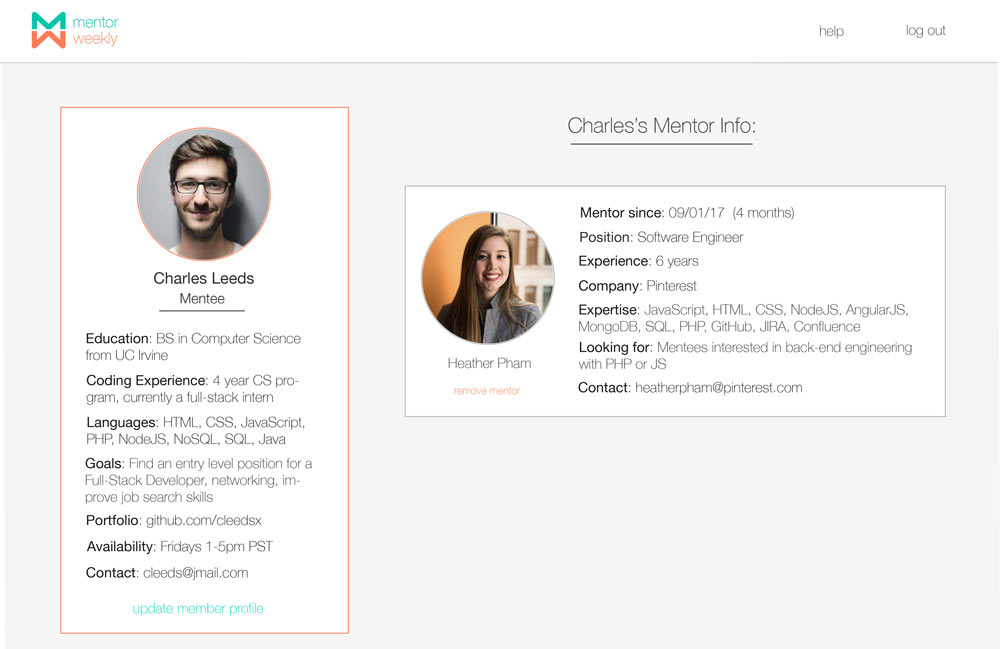 mentor
weekly
help
log out
Charles Leeds
Mentee
Education: BS in Computer Science
from UC Irvine
Coding Experience: 4 year CS pro-
gram, currently a full-stack intern
Languages: HTML, CSS, JavaScript,
PHP, NodeJS, NoSQL, SQL, Java
Goals: Find an entry level position for a
Full-Stack Developer, networking, im-
prove job search skills
Portfolio: github.com/cleedsx
Availability: Fridays 1-5pm PST
Contact: cleeds@jmail.com
update member profile
Charles's Mentor Info:
Heather Pham
remove mentor
Mentor since: 09/01/17 (4 months)
Position: Software Engineer
Experience: 6 years
Company: Pinterest
Expertise: JavaScript, HTML, CSS, NodeJS, AngularJS,
MongoDB, SQL, PHP, GitHub, JIRA, Confluence
Looking for: Mentees interested in back-end engineering
with PHP or JS
Contact: heatherpham@pinterest.com